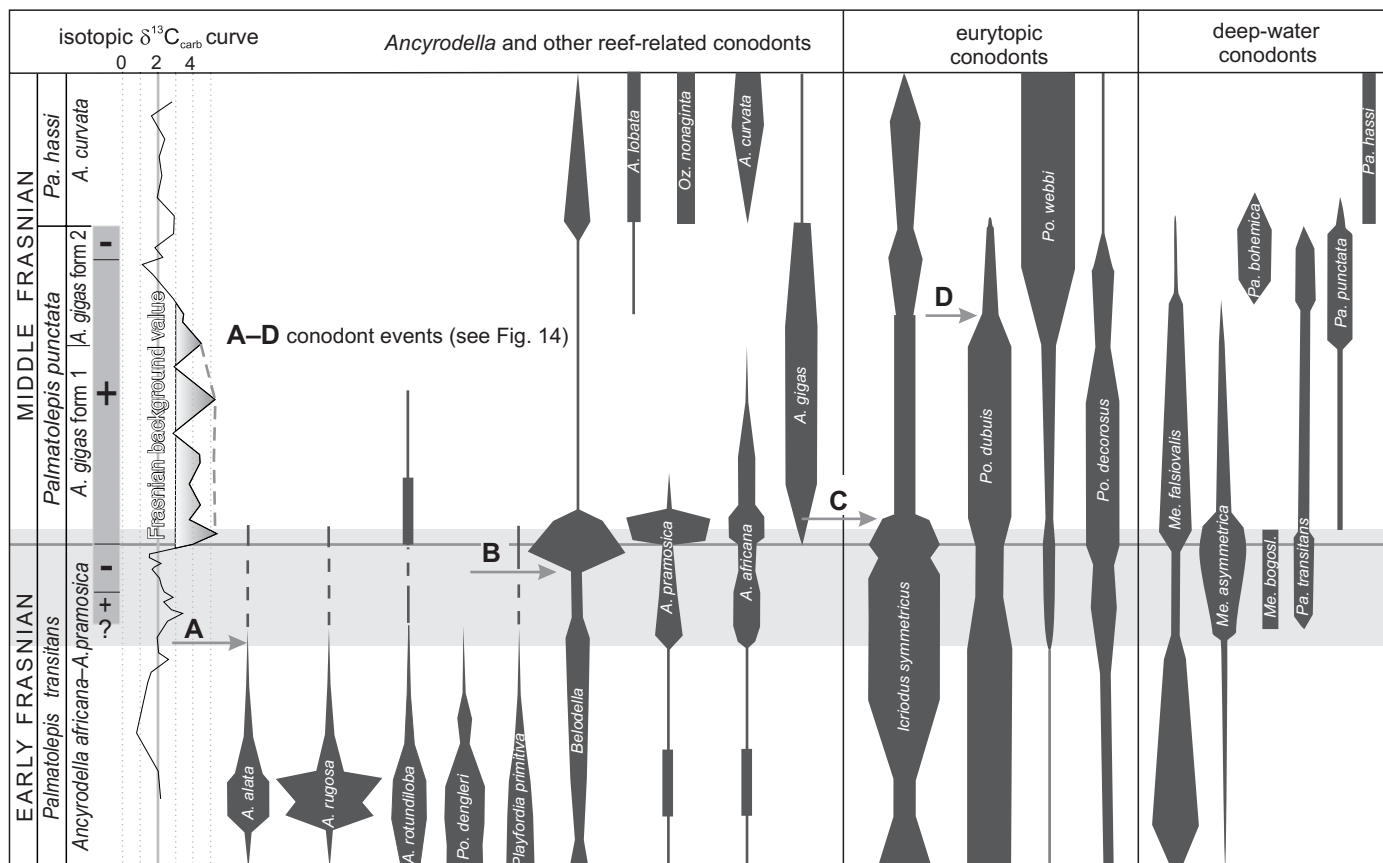 isotopic δ13Ccarb curve
0 2 4
Ancyrodella and other reef-related conodonts
eurytopic
conodonts
deep-water
conodonts
MIDDLE FRASNIAN
EARLY FRASNIAN
Pa. hassi
Palmatolepis punctata
Palmatolepis transitans
A. curvata
A. gigas form 2
A. gigas form 1
Ancyrodella africana–A.pramosica
-
+
-
+
?
Frasnian background value
A–D conodont events (see Fig. 14)
A
B
C
D
A. alata
A. rugosa
A. rotundiloba
Po. dengleri
Playfordia primitiva
Belodella
A. lobata
A. pramosica
Oz. nonaginta
A. curvata
A. africana
A. gigas
Icriodus symmetricus
Po. dubuis
Po. webbi
Po. decorosus
Me. falsiovalis
Me. asymmetrica
Pa. bohemica
Me. bogosl.
Pa. transitans
Pa. punctata
Pa. hassi